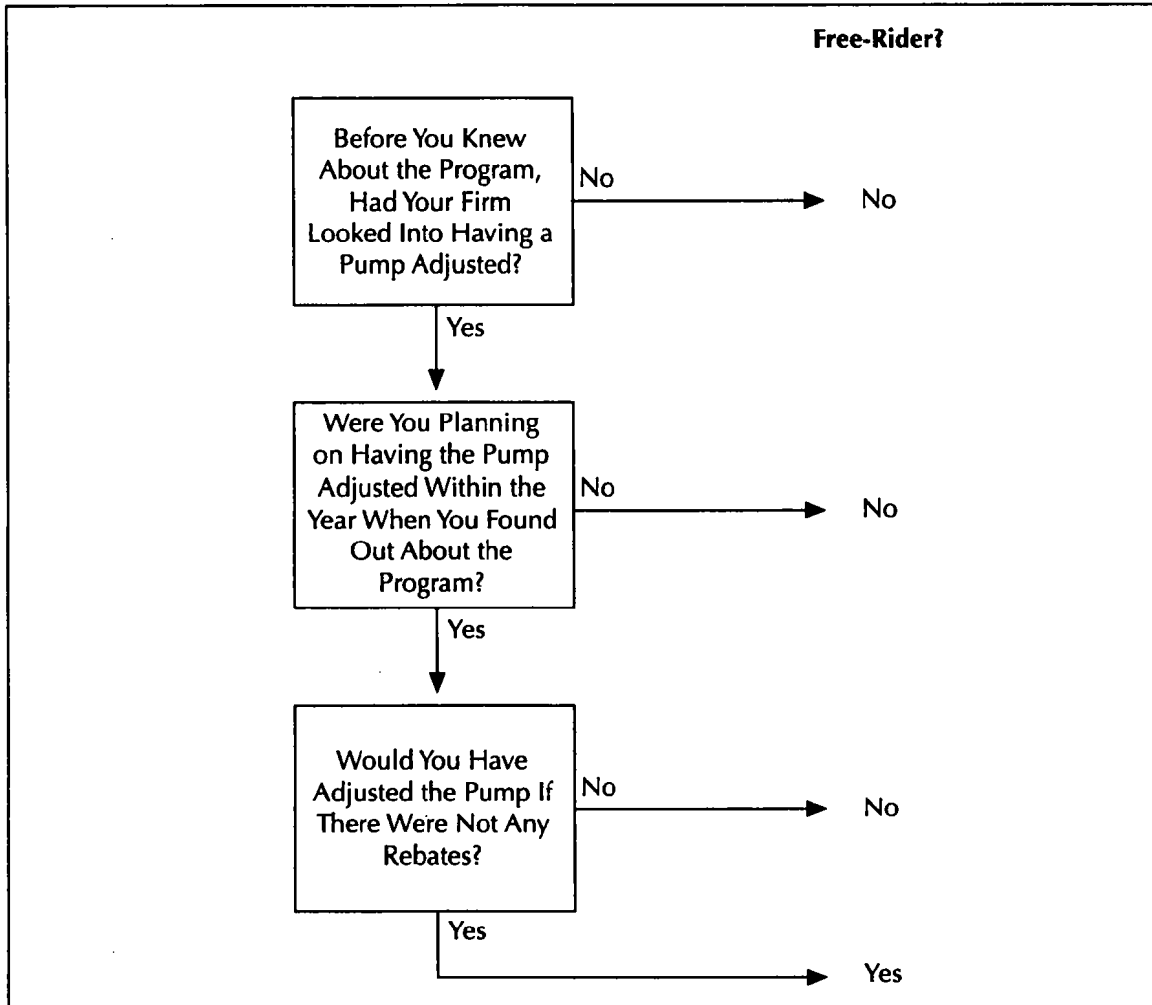 Free-Rider?
Before You Knew
About the Program,
Had Your Firm
Looked Into Having a
Pump Adjusted?
No
No
Yes
Were You Planning
on Having the Pump
Adjusted Within the
Year When You Found
Out About the
Program?
No
No
Yes
Would You Have
Adjusted the Pump If
There Were Not Any
Rebates?
No
No
Yes
Yes